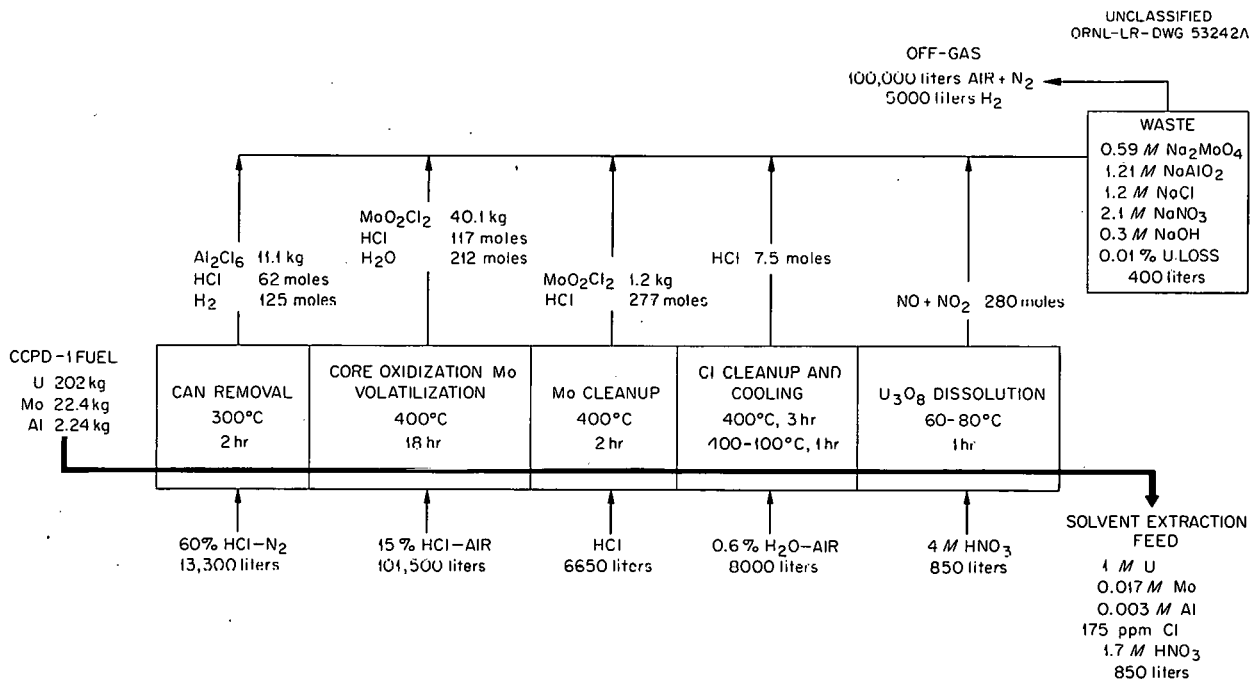 UNCLASSIFIED
ORNL-LR-DWG 53242A
OFF-GAS
100,000 liters AIR + N2
5000 liters H2
WASTE
0.59 M Na2MoO4
1.21 M NaAlO2
1.2 M NaCl
2.1 M NaNO3
0.3 M NaOH
0.01 % U LOSS
400 liters
Al2Cl6 11.1 kg
HCl 62 moles
H2 125 moles
MoO2Cl2 40.1 kg
HCl 117 moles
H2O 212 moles
MoO2Cl2 1.2 kg
HCl 277 moles
HCl 7.5 moles
NO + NO2 280 moles
CCPD-1 FUEL
U 202 kg
Mo 22.4 kg
Al 2.24 kg
CAN REMOVAL
300°C
2 hr
CORE OXIDIZATION Mo
VOLATILIZATION
400°C
18 hr
Mo CLEANUP
400°C
2 hr
Cl CLEANUP AND
COOLING
400°C, 3 hr
400-100°C, 1 hr
U3O8 DISSOLUTION
60-80°C
1 hr
60% HCl-N2
13,300 liters
15% HCl-AIR
101,500 liters
HCl
6650 liters
0.6% H2O-AIR
8000 liters
4 M HNO3
850 liters
SOLVENT EXTRACTION
FEED
1 M U
0.017 M Mo
0.003 M Al
175 ppm Cl
1.7 M HNO3
850 liters